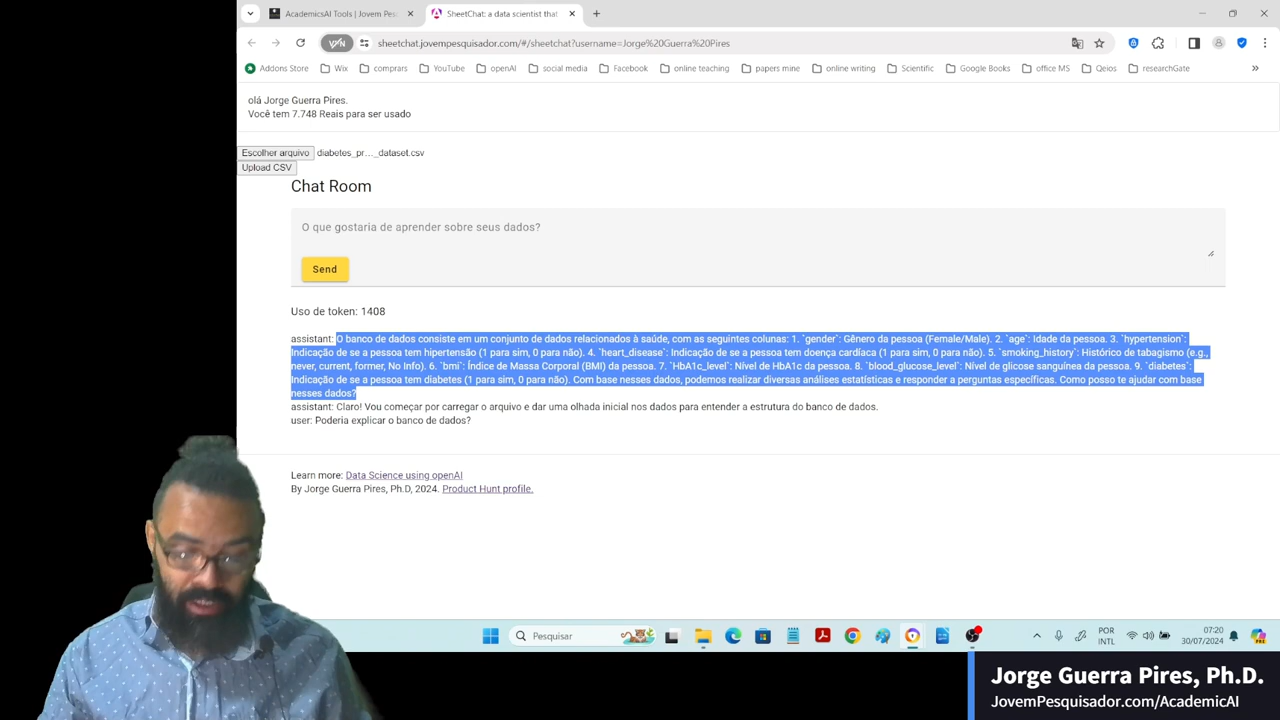 AcademicsAI Tools | Jovem Pes
SheetChat: a data scientist that
VPN
sheetchat.jovempesquisador.com/#/sheetchat?username=Jorge%20Guerra%20Pires
Addons Store
Wix
comprars
YouTube
openAI
social media
Facebook
online teaching
papers mine
online writing
Scientific
Google Books
office MS
Qeios
researchGate
olá Jorge Guerra Pires.
Você tem 7.748 Reais para ser usado
Escolher arquivo diabetes_pr…_dataset.csv
Upload CSV
Chat Room
O que gostaria de aprender sobre seus dados?
Send
Uso de token: 1408
assistant: O banco de dados consiste em um conjunto de dados relacionados à saúde, com as seguintes colunas: 1. `gender`: Gênero da pessoa (Female/Male). 2. `age`: Idade da pessoa. 3. `hypertension`:
Indicação de se a pessoa tem hipertensão (1 para sim, 0 para não). 4. `heart_disease`: Indicação de se a pessoa tem doença cardíaca (1 para sim, 0 para não). 5. `smoking_history`: Histórico de tabagismo (e.g.,
never, current, former, No Info). 6. `bmi`: Índice de Massa Corporal (BMI) da pessoa. 7. `HbA1c_level`: Nível de HbA1c da pessoa. 8. `blood_glucose_level`: Nível de glicose sanguínea da pessoa. 9. `diabetes`:
Indicação de se a pessoa tem diabetes (1 para sim, 0 para não). Com base nesses dados, podemos realizar diversas análises estatísticas e responder a perguntas específicas. Como posso te ajudar com base
nesses dados?
assistant: Claro! Vou começar por carregar o arquivo e dar uma olhada inicial nos dados para entender a estrutura do banco de dados.
user: Poderia explicar o banco de dados?
Learn more: Data Science using openAI
By Jorge Guerra Pires, Ph.D, 2024. Product Hunt profile.
Pesquisar
POR
INTL
07:20
30/07/2024
Jorge Guerra Pires, Ph.D.
JovemPesquisador.com/AcademicAI